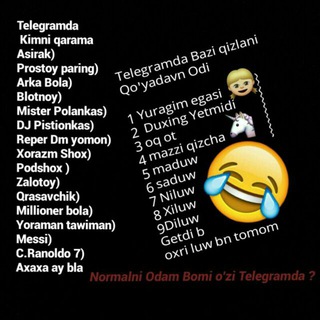 Telegramda
Kimni qarama
Asirak)
Prostoy paring)
Arka Bola)
Blotnoy)
Mister Polankas)
DJ Pistionkas)
Reper Dm yomon)
Xorazm Shox)
Podshox )
Zalotoy)
Qrasavchik)
Millioner bola)
Yoraman tawiman)
Messi)
C.Ranoldo 7)
Axaxa ay bla
Telegramda Bazi qizlani
Qo'yadavn Odi
1 Yuragim egasi
2 Duxing Yetmidi
3 oq ot
4 mazzi qizcha
5 maduw
6 saduw
7 Niluw
8 Xiluw
9Diluw
Getdi b
oxri luw bn tomom
Normalni Odam Bomi o'zi Telegramda ?